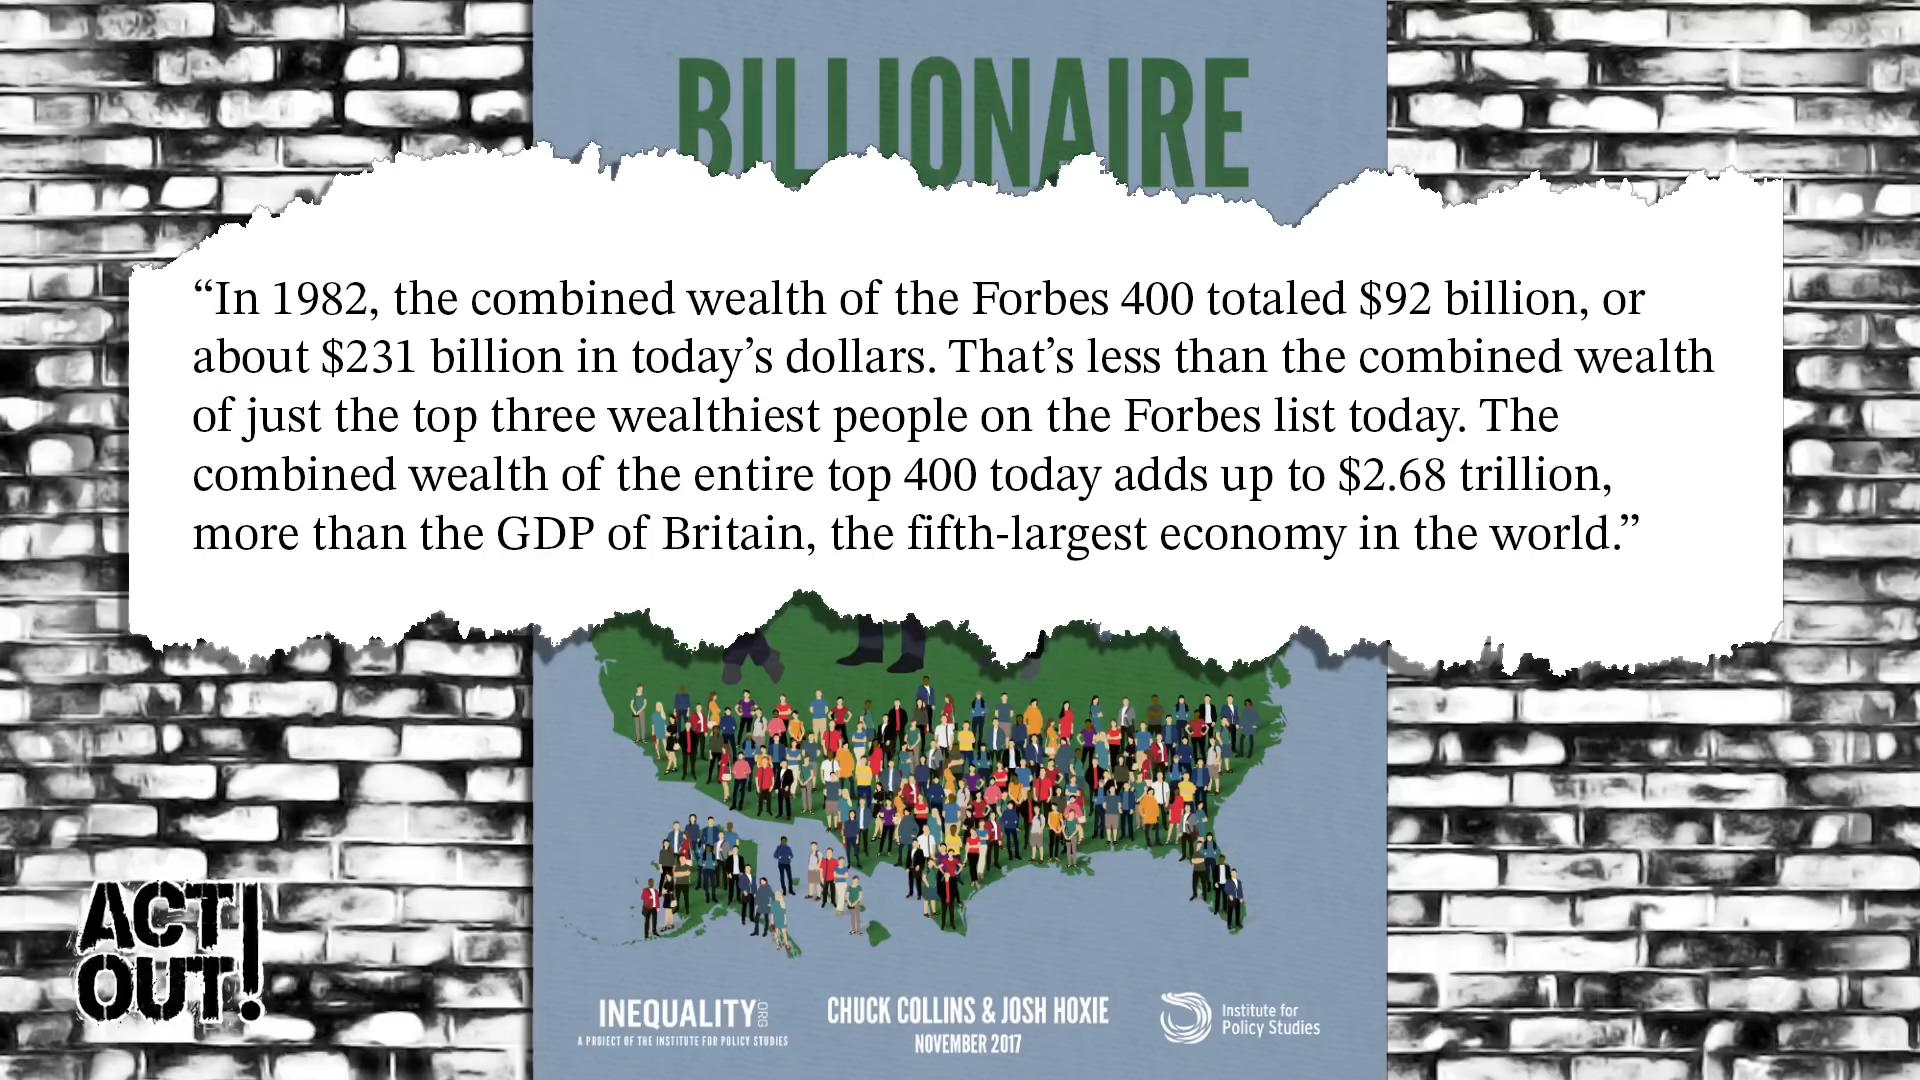 BILLIONAIRE
“In 1982, the combined wealth of the Forbes 400 totaled $92 billion, or
about $231 billion in today’s dollars. That’s less than the combined wealth
of just the top three wealthiest people on the Forbes list today. The
combined wealth of the entire top 400 today adds up to $2.68 trillion,
more than the GDP of Britain, the fifth-largest economy in the world.”
ACT
OUT!
INEQUALITY.ORG
A PROJECT OF THE INSTITUTE FOR POLICY STUDIES
CHUCK COLLINS & JOSH HOXIE
NOVEMBER 2017
Institute for
Policy Studies